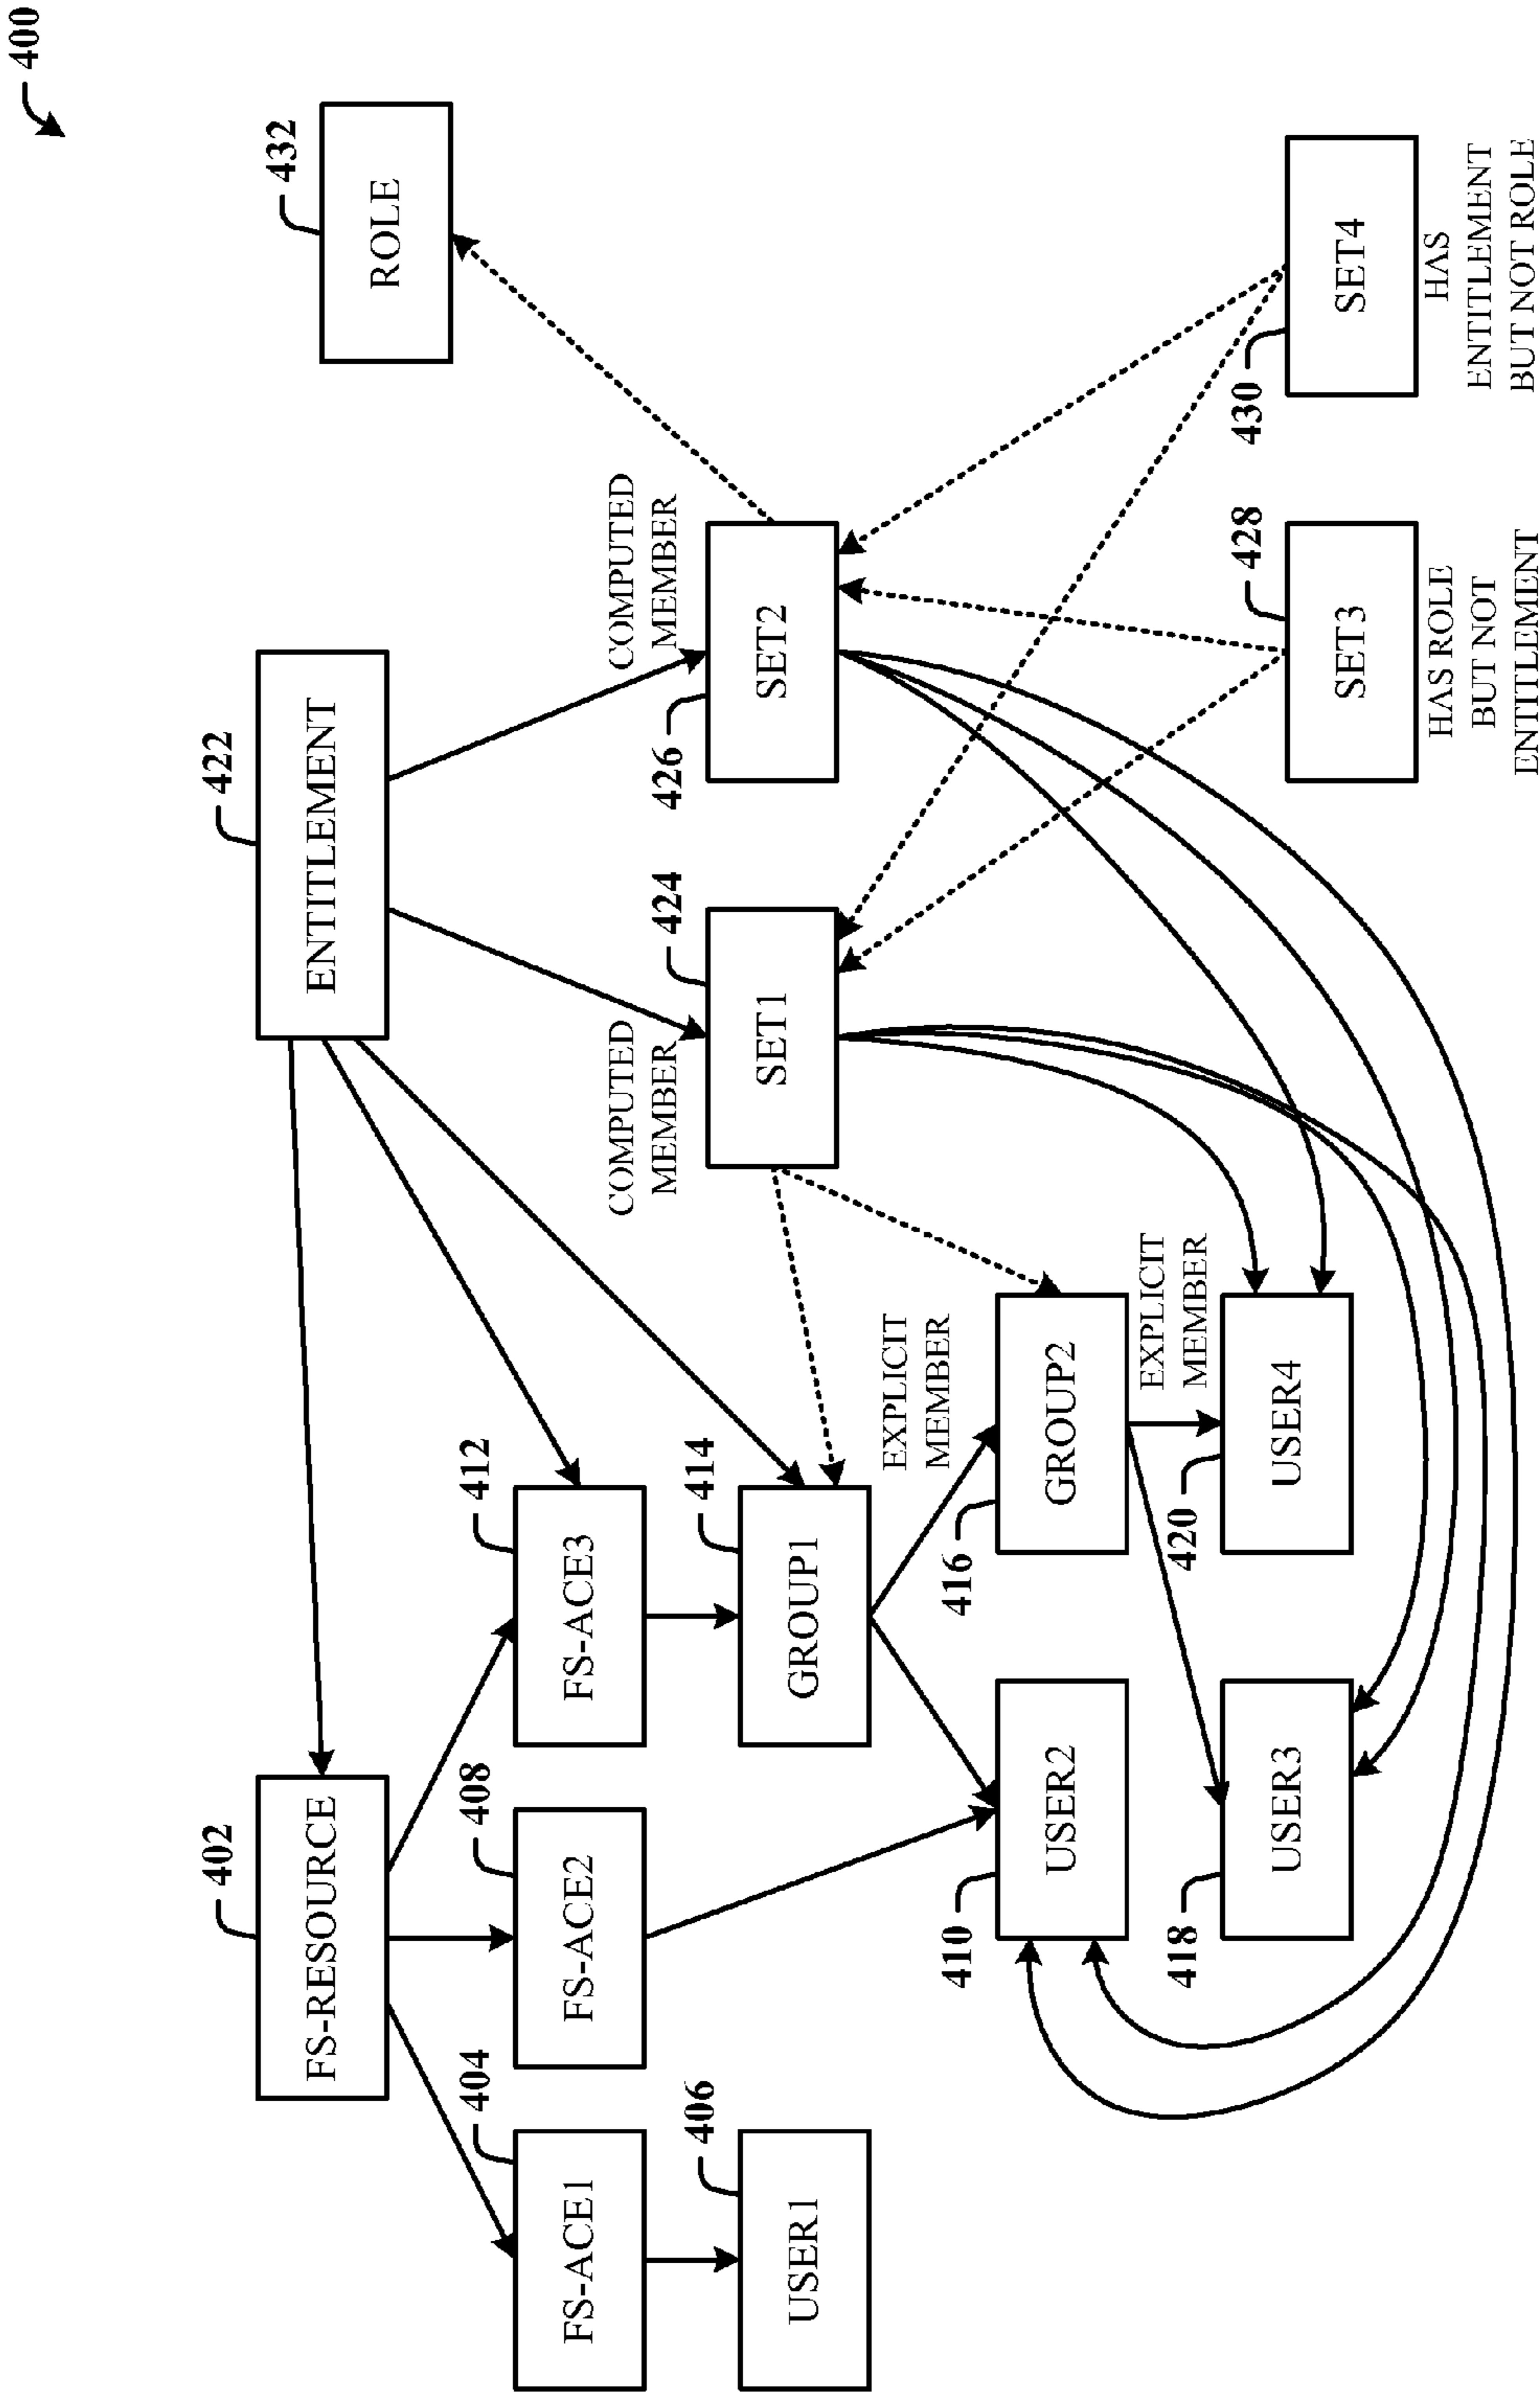 400
402
FS-RESOURCE
422
ENTITLEMENT
432
ROLE
404
FS-ACE1
408
FS-ACE2
412
FS-ACE3
COMPUTED
MEMBER
424
SET1
COMPUTED
MEMBER
426
SET2
406
USER1
414
GROUP1
EXPLICIT
MEMBER
410
USER2
416
GROUP2
EXPLICIT
MEMBER
418
USER3
420
USER4
428
SET3
HAS ROLE
BUT NOT
ENTITLEMENT
430
SET4
HAS
ENTITLEMENT
BUT NOT ROLE